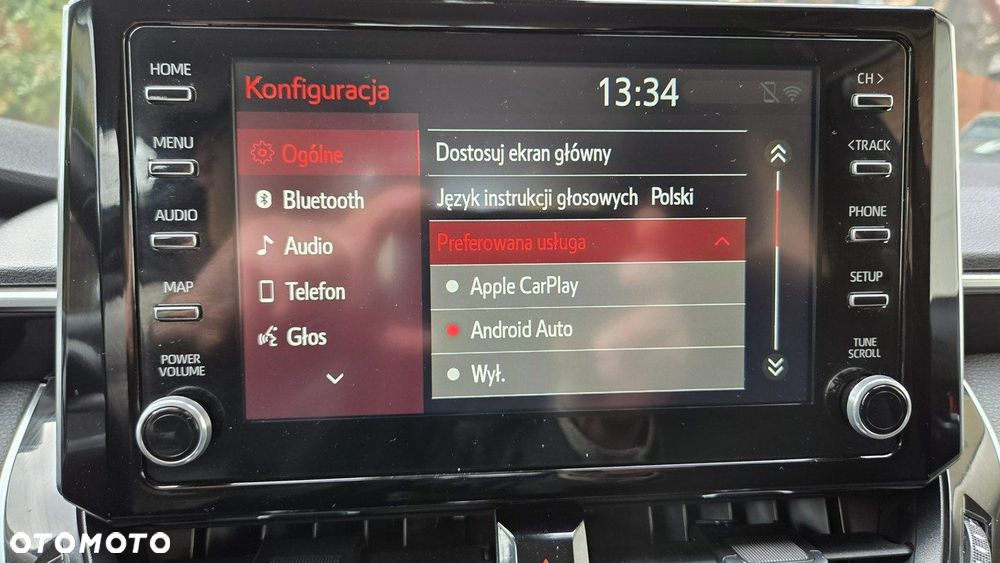 HOME
MENU
AUDIO
MAP
POWER
VOLUME
Konfiguracja
13:34
Ogólne
Bluetooth
Audio
Telefon
Głos
Dostosuj ekran główny
Język instrukcji głosowych Polski
Preferowana usługa
Apple CarPlay
Android Auto
Wył.
CH >
<TRACK
PHONE
SETUP
TUNE
SCROLL
OTOMOTO